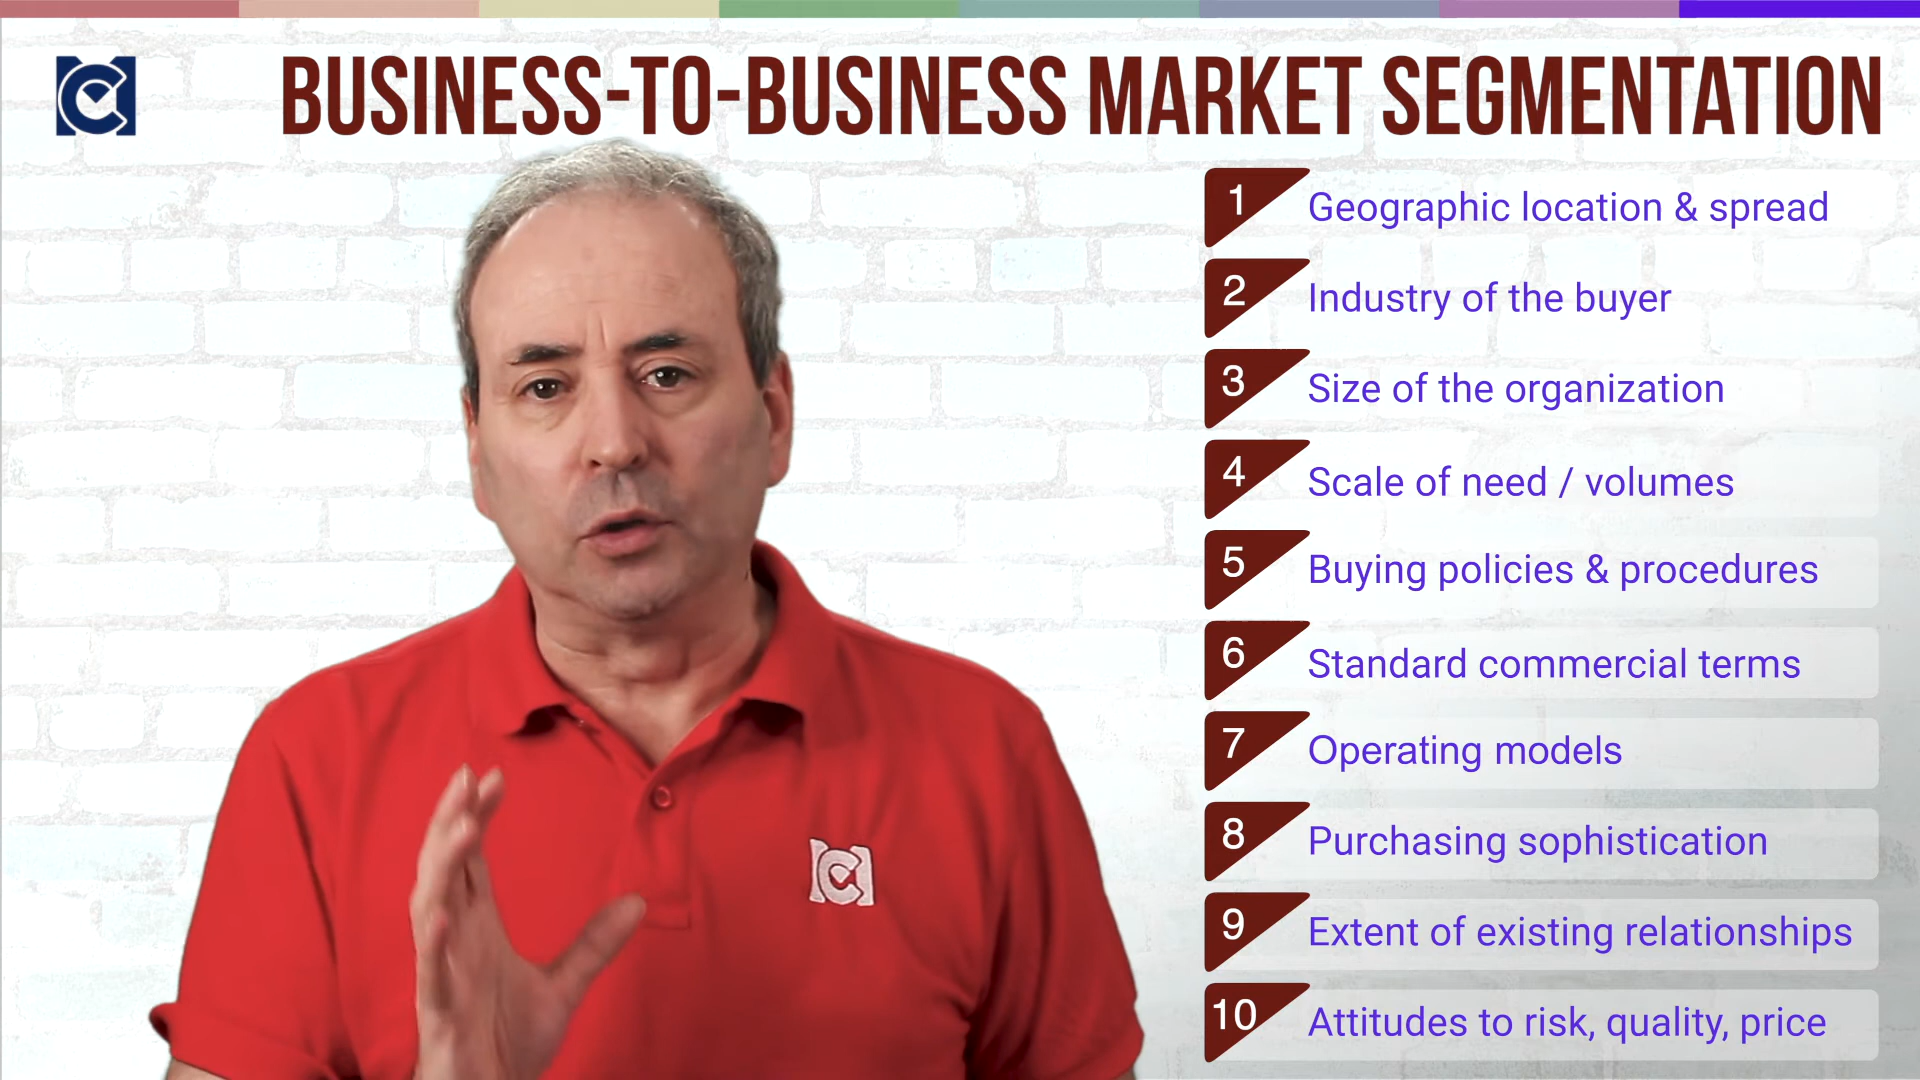 BUSINESS-TO-BUSINESS MARKET SEGMENTATION
1 Geographic location & spread
2 Industry of the buyer
3 Size of the organization
4 Scale of need / volumes
5 Buying policies & procedures
6 Standard commercial terms
7 Operating models
8 Purchasing sophistication
9 Extent of existing relationships
10 Attitudes to risk, quality, price